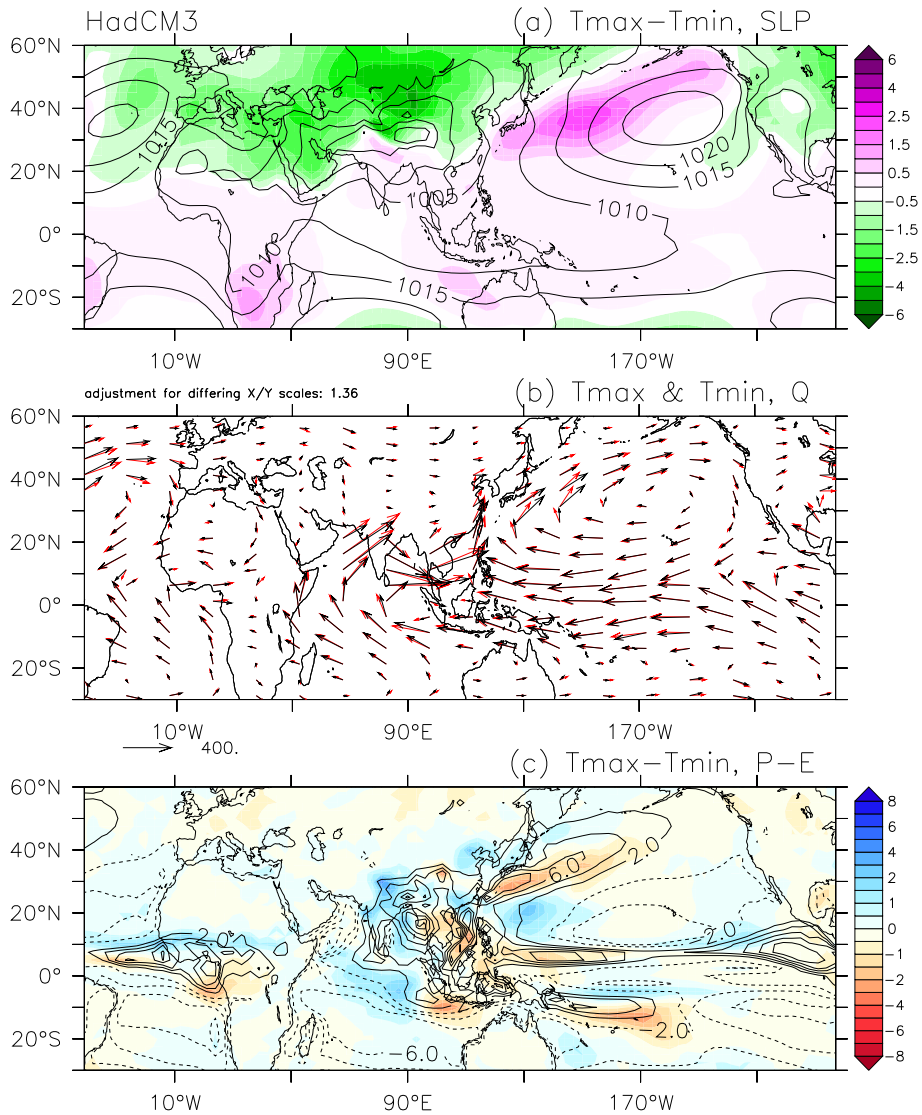 HadCM3
(a) Tmax−Tmin, SLP
60°N
40°N
20°N
0°
20°S
10°W
90°E
170°W
1015
1005
1020
1015
1010
1010
1015
6
4
2.5
1.5
0.5
−0.5
−1.5
−2.5
−4
−6
adjustment for differing X/Y scales: 1.36
(b) Tmax & Tmin, Q
60°N
40°N
20°N
0°
20°S
10°W
90°E
170°W
400.
(c) Tmax−Tmin, P−E
60°N
40°N
20°N
0°
20°S
10°W
90°E
170°W
2.0
6.0
2.0
2.0
2.0
−6.0
8
6
4
2
1
0
−1
−2
−4
−6
−8